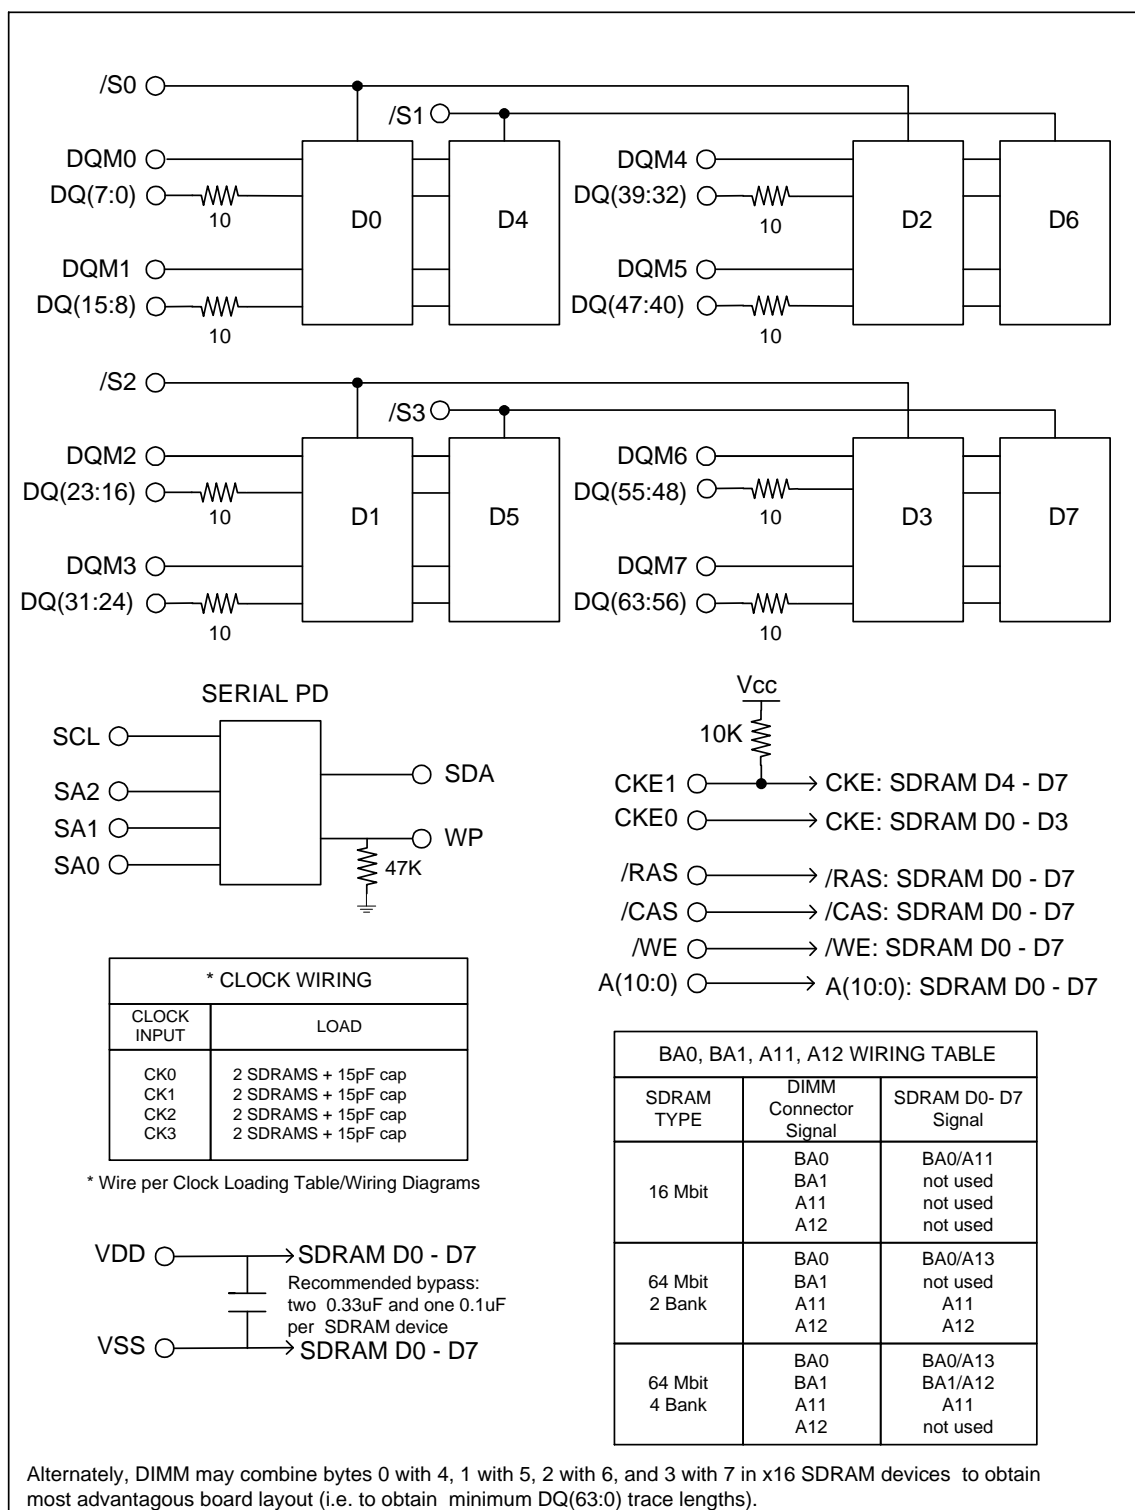 /S0
/S1
DQM0
DQ(7:0)
10
D0
D4
DQM1
DQ(15:8)
10
DQM4
DQ(39:32)
10
D2
D6
DQM5
DQ(47:40)
10
/S2
/S3
DQM2
DQ(23:16)
10
D1
D5
DQM3
DQ(31:24)
10
DQM6
DQ(55:48)
10
D3
D7
DQM7
DQ(63:56)
10
SERIAL PD
SCL
SA2
SA1
SA0
SDA
WP
47K
Vcc
10K
CKE1 CKE: SDRAM D4 - D7
CKE0 CKE: SDRAM D0 - D3
/RAS /RAS: SDRAM D0 - D7
/CAS /CAS: SDRAM D0 - D7
/WE /WE: SDRAM D0 - D7
A(10:0) A(10:0): SDRAM D0 - D7
* CLOCK WIRING
CLOCK
INPUT
LOAD
CK0 2 SDRAMS + 15pF cap
CK1 2 SDRAMS + 15pF cap
CK2 2 SDRAMS + 15pF cap
CK3 2 SDRAMS + 15pF cap
* Wire per Clock Loading Table/Wiring Diagrams
VDD SDRAM D0 - D7
Recommended bypass:
two 0.33uF and one 0.1uF
per SDRAM device
VSS SDRAM D0 - D7
BA0, BA1, A11, A12 WIRING TABLE
SDRAM
TYPE
DIMM
Connector
Signal
SDRAM D0- D7
Signal
16 Mbit
BA0 BA0/A11
BA1 not used
A11 not used
A12 not used
64 Mbit
2 Bank
BA0 BA0/A13
BA1 not used
A11 A11
A12 A12
64 Mbit
4 Bank
BA0 BA0/A13
BA1 BA1/A12
A11 A11
A12 not used
Alternately, DIMM may combine bytes 0 with 4, 1 with 5, 2 with 6, and 3 with 7 in x16 SDRAM devices to obtain
most advantagous board layout (i.e. to obtain minimum DQ(63:0) trace lengths).